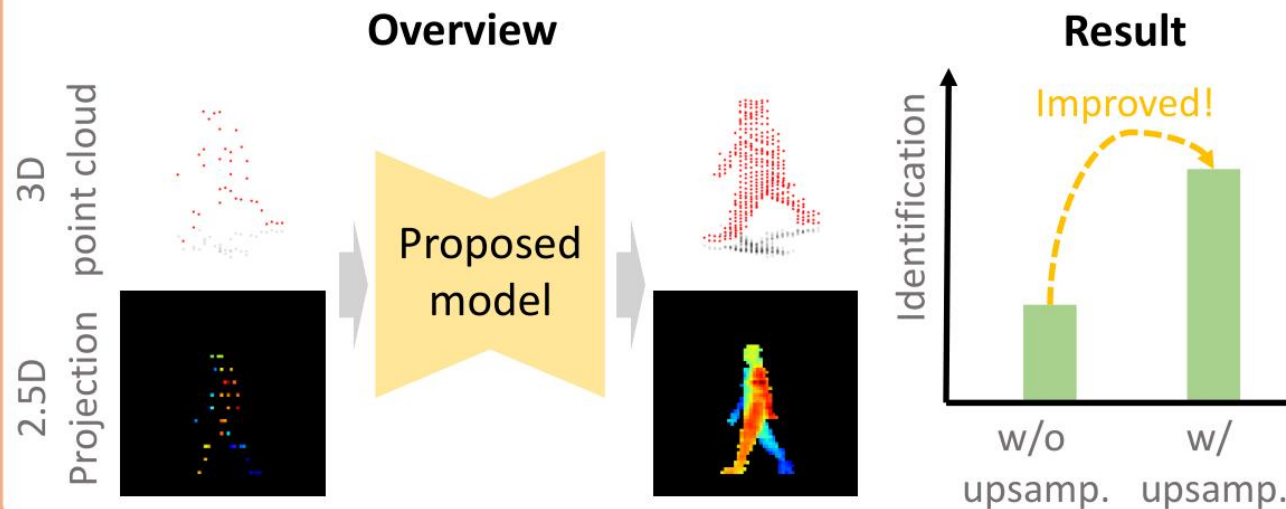 Overview
3D
point cloud
2.5D
Projection
Proposed
model
Result
Identification
Improved!
w/o
upsamp.
w/
upsamp.